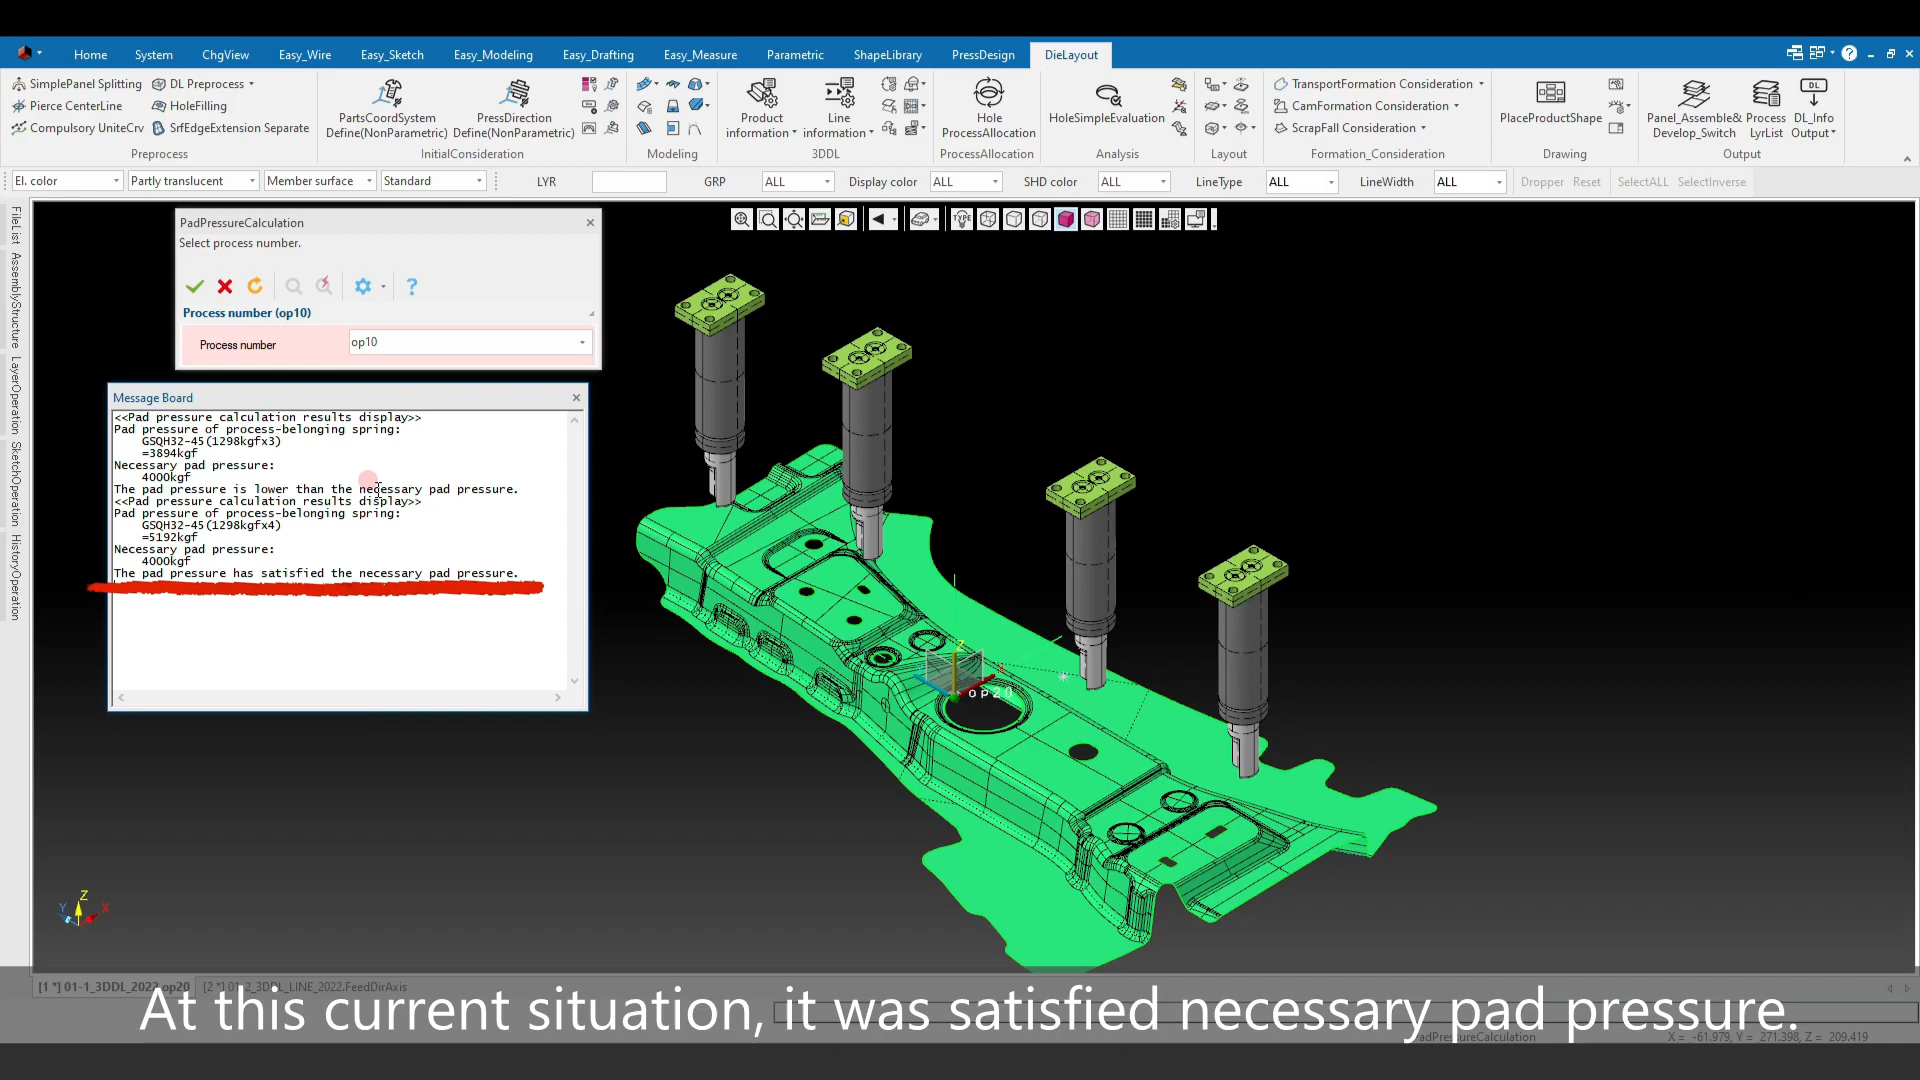 Home System ChgView Easy_Wire Easy_Sketch Easy_Modeling Easy_Drafting Easy_Measure Parametric ShapeLibrary PressDesign DieLayout
SimplePanel Splitting
DL Preprocess
Pierce CenterLine
HoleFilling
Compulsory UniteCrv
SrfEdgeExtension Separate
Preprocess
PartsCoordSystem
Define(NonParametric)
PressDirection
Define(NonParametric)
InitialConsideration
Modeling
Product
information
Line
information
3DDL
Hole
ProcessAllocation
ProcessAllocation
HoleSimpleEvaluation
Analysis
Layout
TransportFormation Consideration
CamFormation Consideration
ScrapFall Consideration
Formation_Consideration
PlaceProductShape
Drawing
Panel_Assemble&
Develop_Switch
Process
LyrList
DL
DL_Info
Output
Output
El. color Partly translucent Member surface Standard LYR GRP ALL Display color ALL SHD color ALL LineType ALL LineWidth ALL Dropper Reset SelectALL SelectInverse
FileList
AssemblyStructure
LayerOperation
SketchOperation
HistoryOperation
TYPE
PadPressureCalculation
Select process number.
Process number (op10)
Process number op10
Message Board
<<Pad pressure calculation results display>>
Pad pressure of process-belonging spring:
GSQH32-45(1298kgfx3)
=3894kgf
Necessary pad pressure:
4000kgf
The pad pressure is lower than the necessary pad pressure.
<<Pad pressure calculation results display>>
Pad pressure of process-belonging spring:
GSQH32-45(1298kgfx4)
=5192kgf
Necessary pad pressure:
4000kgf
The pad pressure has satisfied the necessary pad pressure.
Z
X
op20
Z
Y
X
[1 *] 01-1_3DDL_2022.op20 [2 *] 01-2_3DDL_LINE_2022.FeedDirAxis
At this current situation, it was satisfied necessary pad pressure.
PadPressureCalculation
X = -61.979, Y = 271.398, Z = 209.419